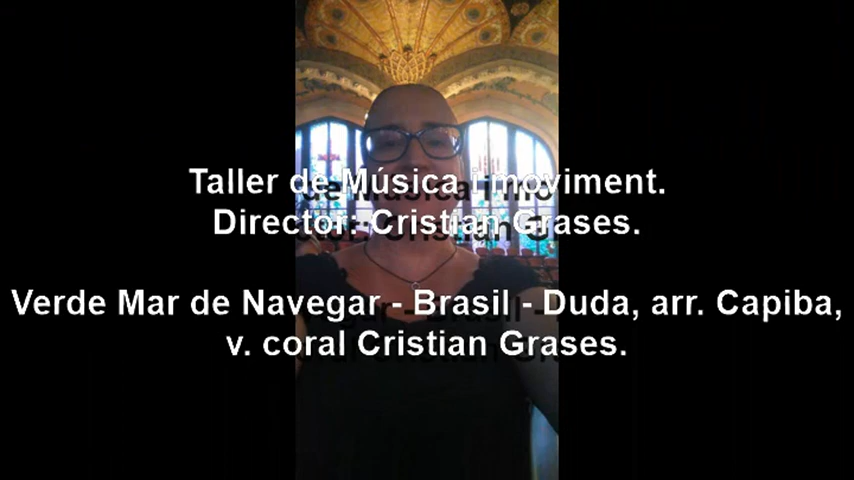 Taller de Música i moviment.
Director: Cristian Grases.
Verde Mar de Navegar - Brasil - Duda, arr. Capiba,
v. coral Cristian Grases.